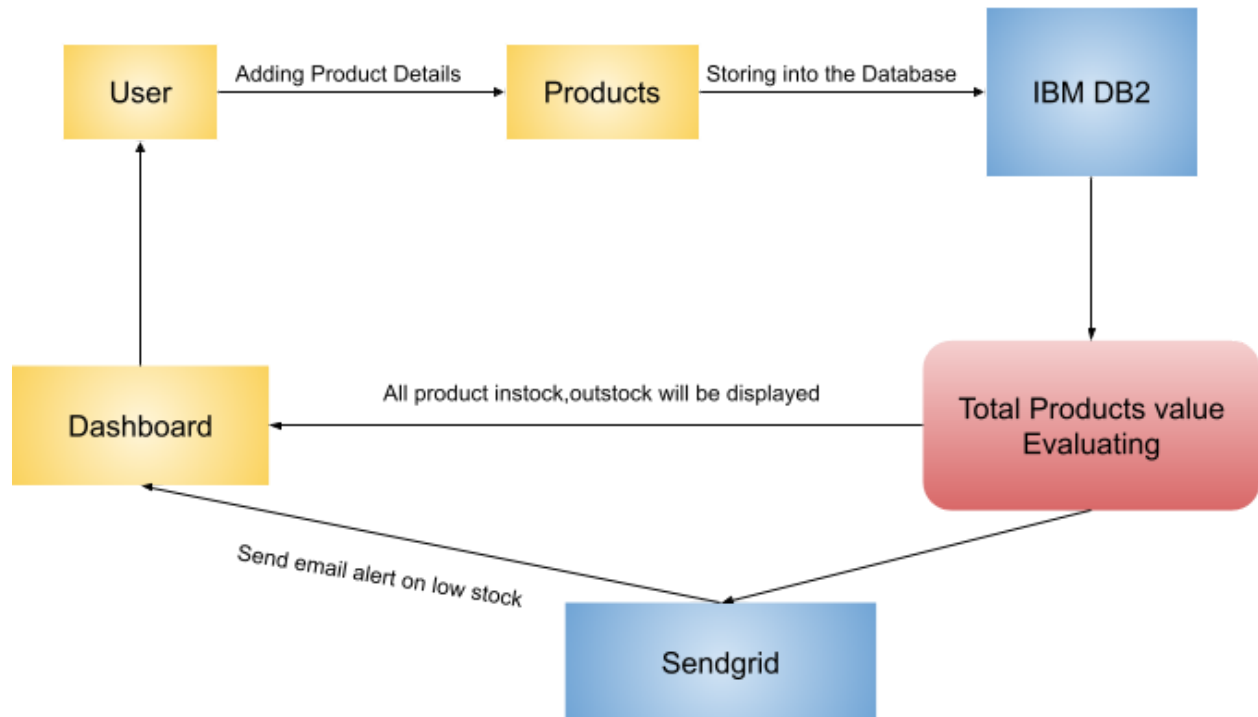 User
Adding Product Details
Products
Storing into the Database
IBM DB2
Dashboard
All product instock,outstock will be displayed
Total Products value
Evaluating
Send email alert on low stock
Sendgrid